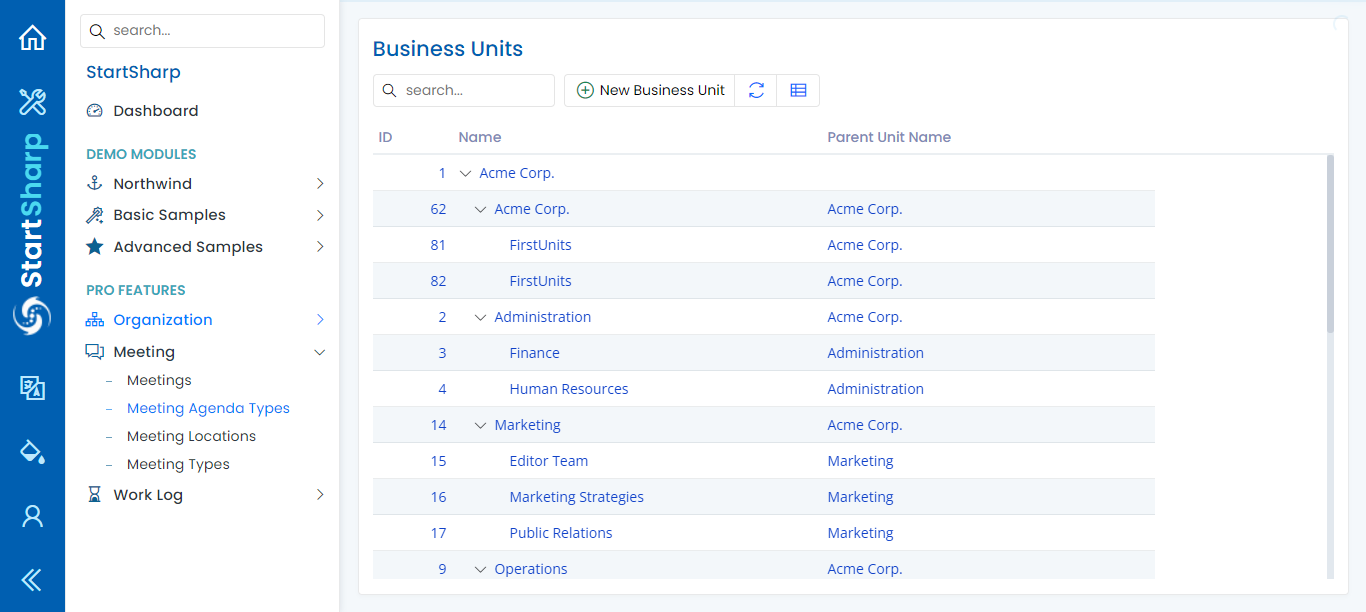 StartSharp
search...
StartSharp
Dashboard
DEMO MODULES
Northwind
Basic Samples
Advanced Samples
PRO FEATURES
Organization
Meeting
Meetings
Meeting Agenda Types
Meeting Locations
Meeting Types
Work Log
Business Units
search...
New Business Unit
ID Name Parent Unit Name
1 Acme Corp.
62 Acme Corp. Acme Corp.
81 FirstUnits Acme Corp.
82 FirstUnits Acme Corp.
2 Administration Acme Corp.
3 Finance Administration
4 Human Resources Administration
14 Marketing Acme Corp.
15 Editor Team Marketing
16 Marketing Strategies Marketing
17 Public Relations Marketing
9 Operations Acme Corp.